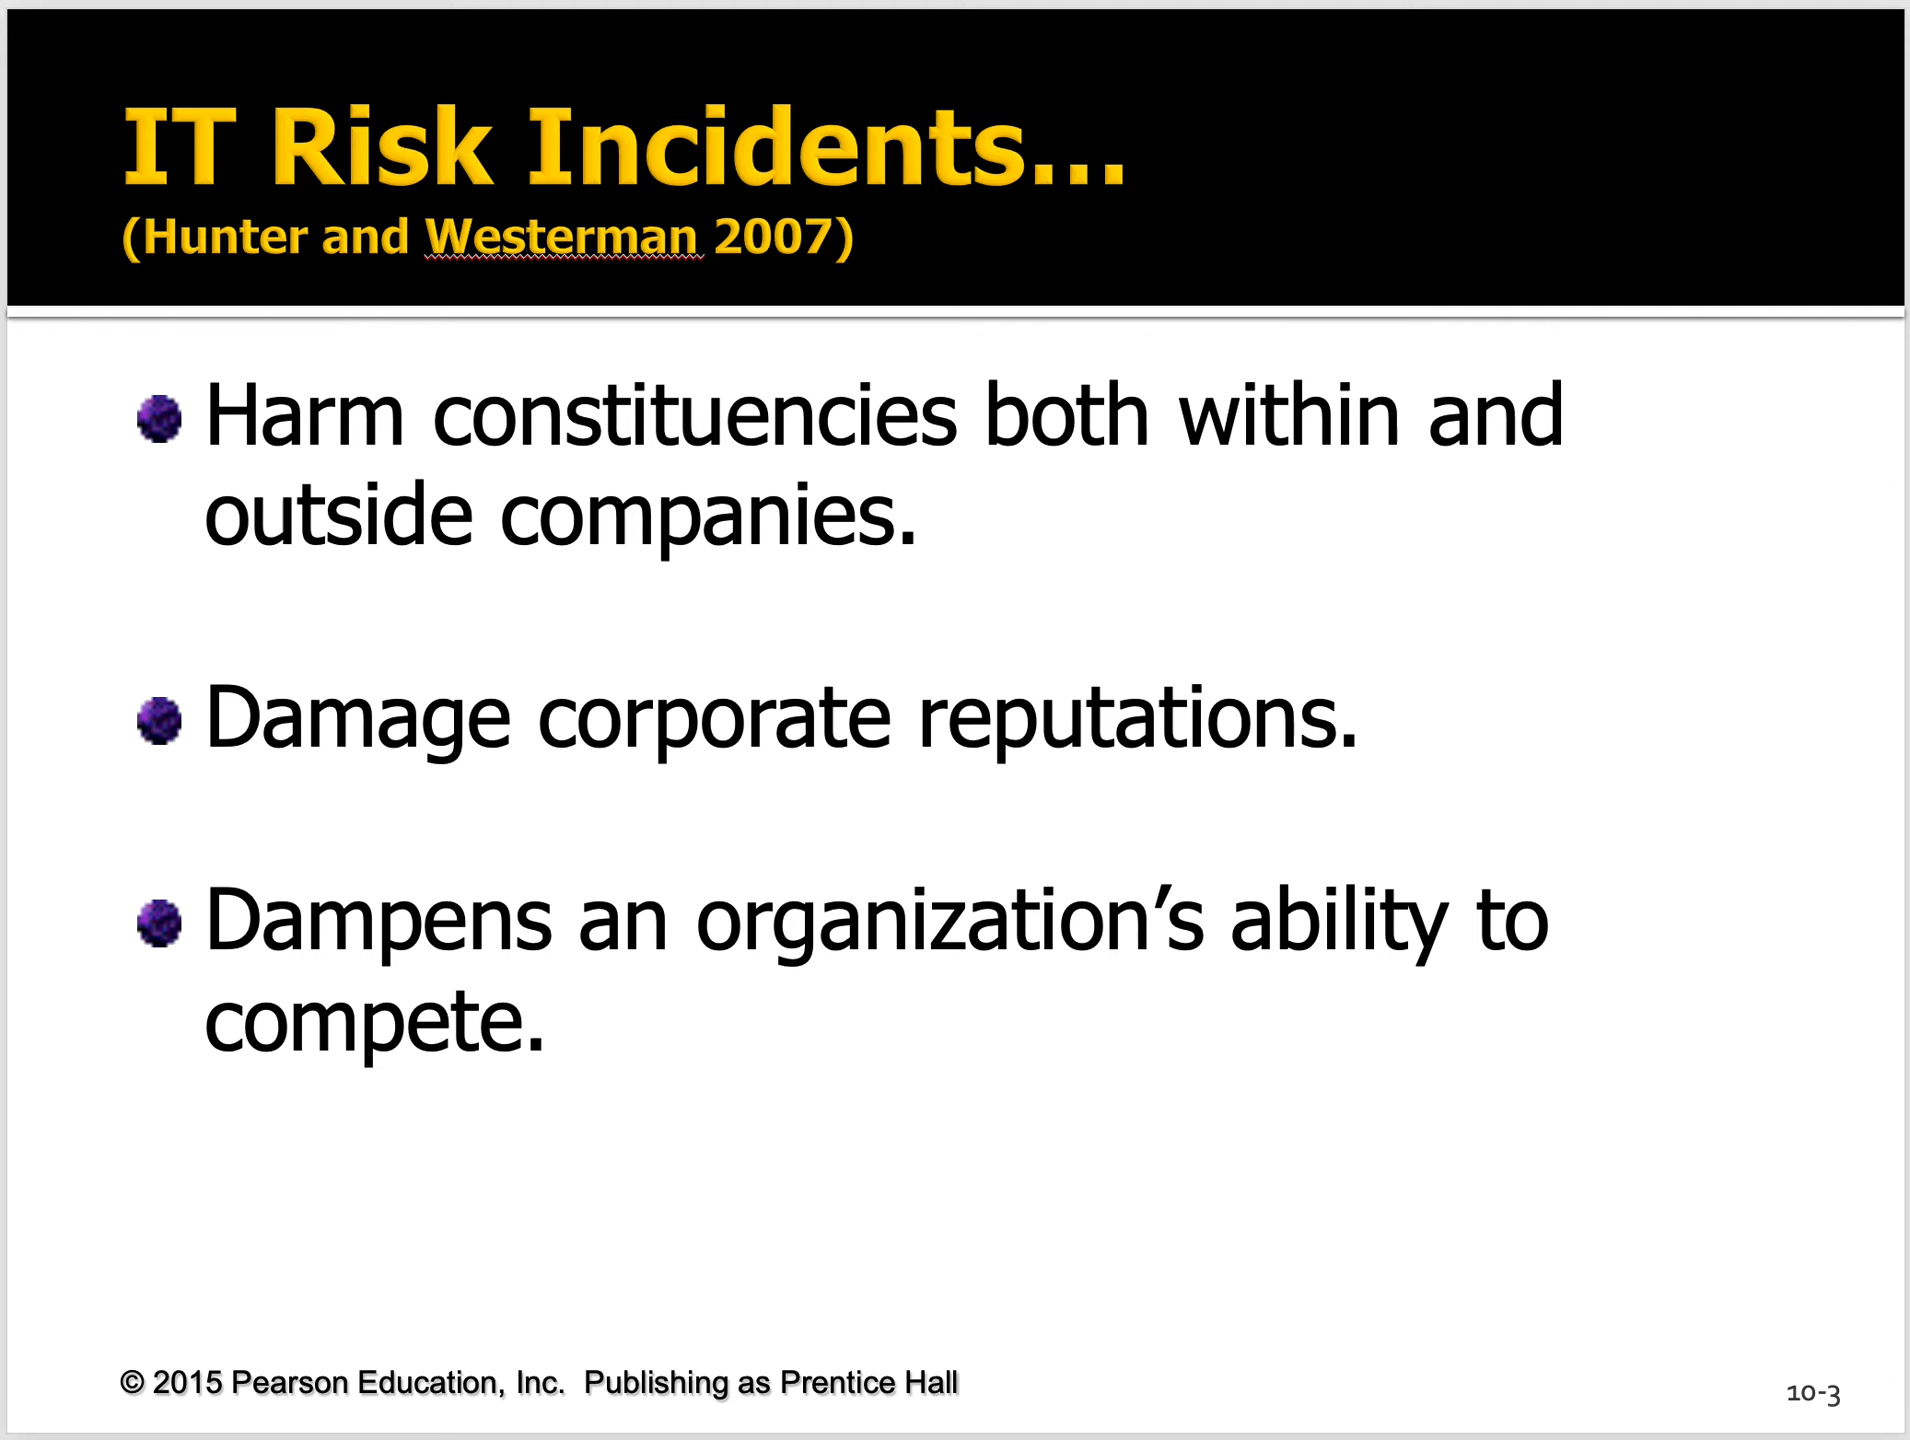 IT Risk Incidents...
(Hunter and Westerman 2007)
Harm constituencies both within and
outside companies.
Damage corporate reputations.
Dampens an organization’s ability to
compete.
© 2015 Pearson Education, Inc.  Publishing as Prentice Hall
10-3